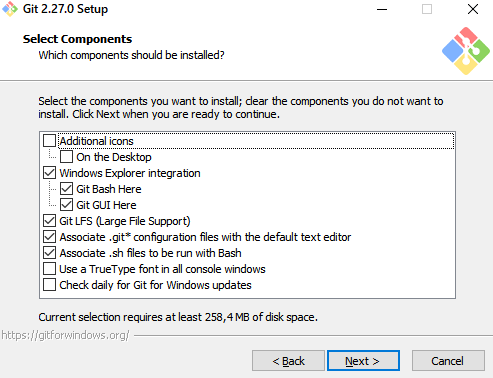 Git 2.27.0 Setup
Select Components
Which components should be installed?
Select the components you want to install; clear the components you do not want to
install. Click Next when you are ready to continue.
Additional icons
On the Desktop
Windows Explorer integration
Git Bash Here
Git GUI Here
Git LFS (Large File Support)
Associate .git* configuration files with the default text editor
Associate .sh files to be run with Bash
Use a TrueType font in all console windows
Check daily for Git for Windows updates
Current selection requires at least 258,4 MB of disk space.
https://gitforwindows.org/
< Back
Next >
Cancel